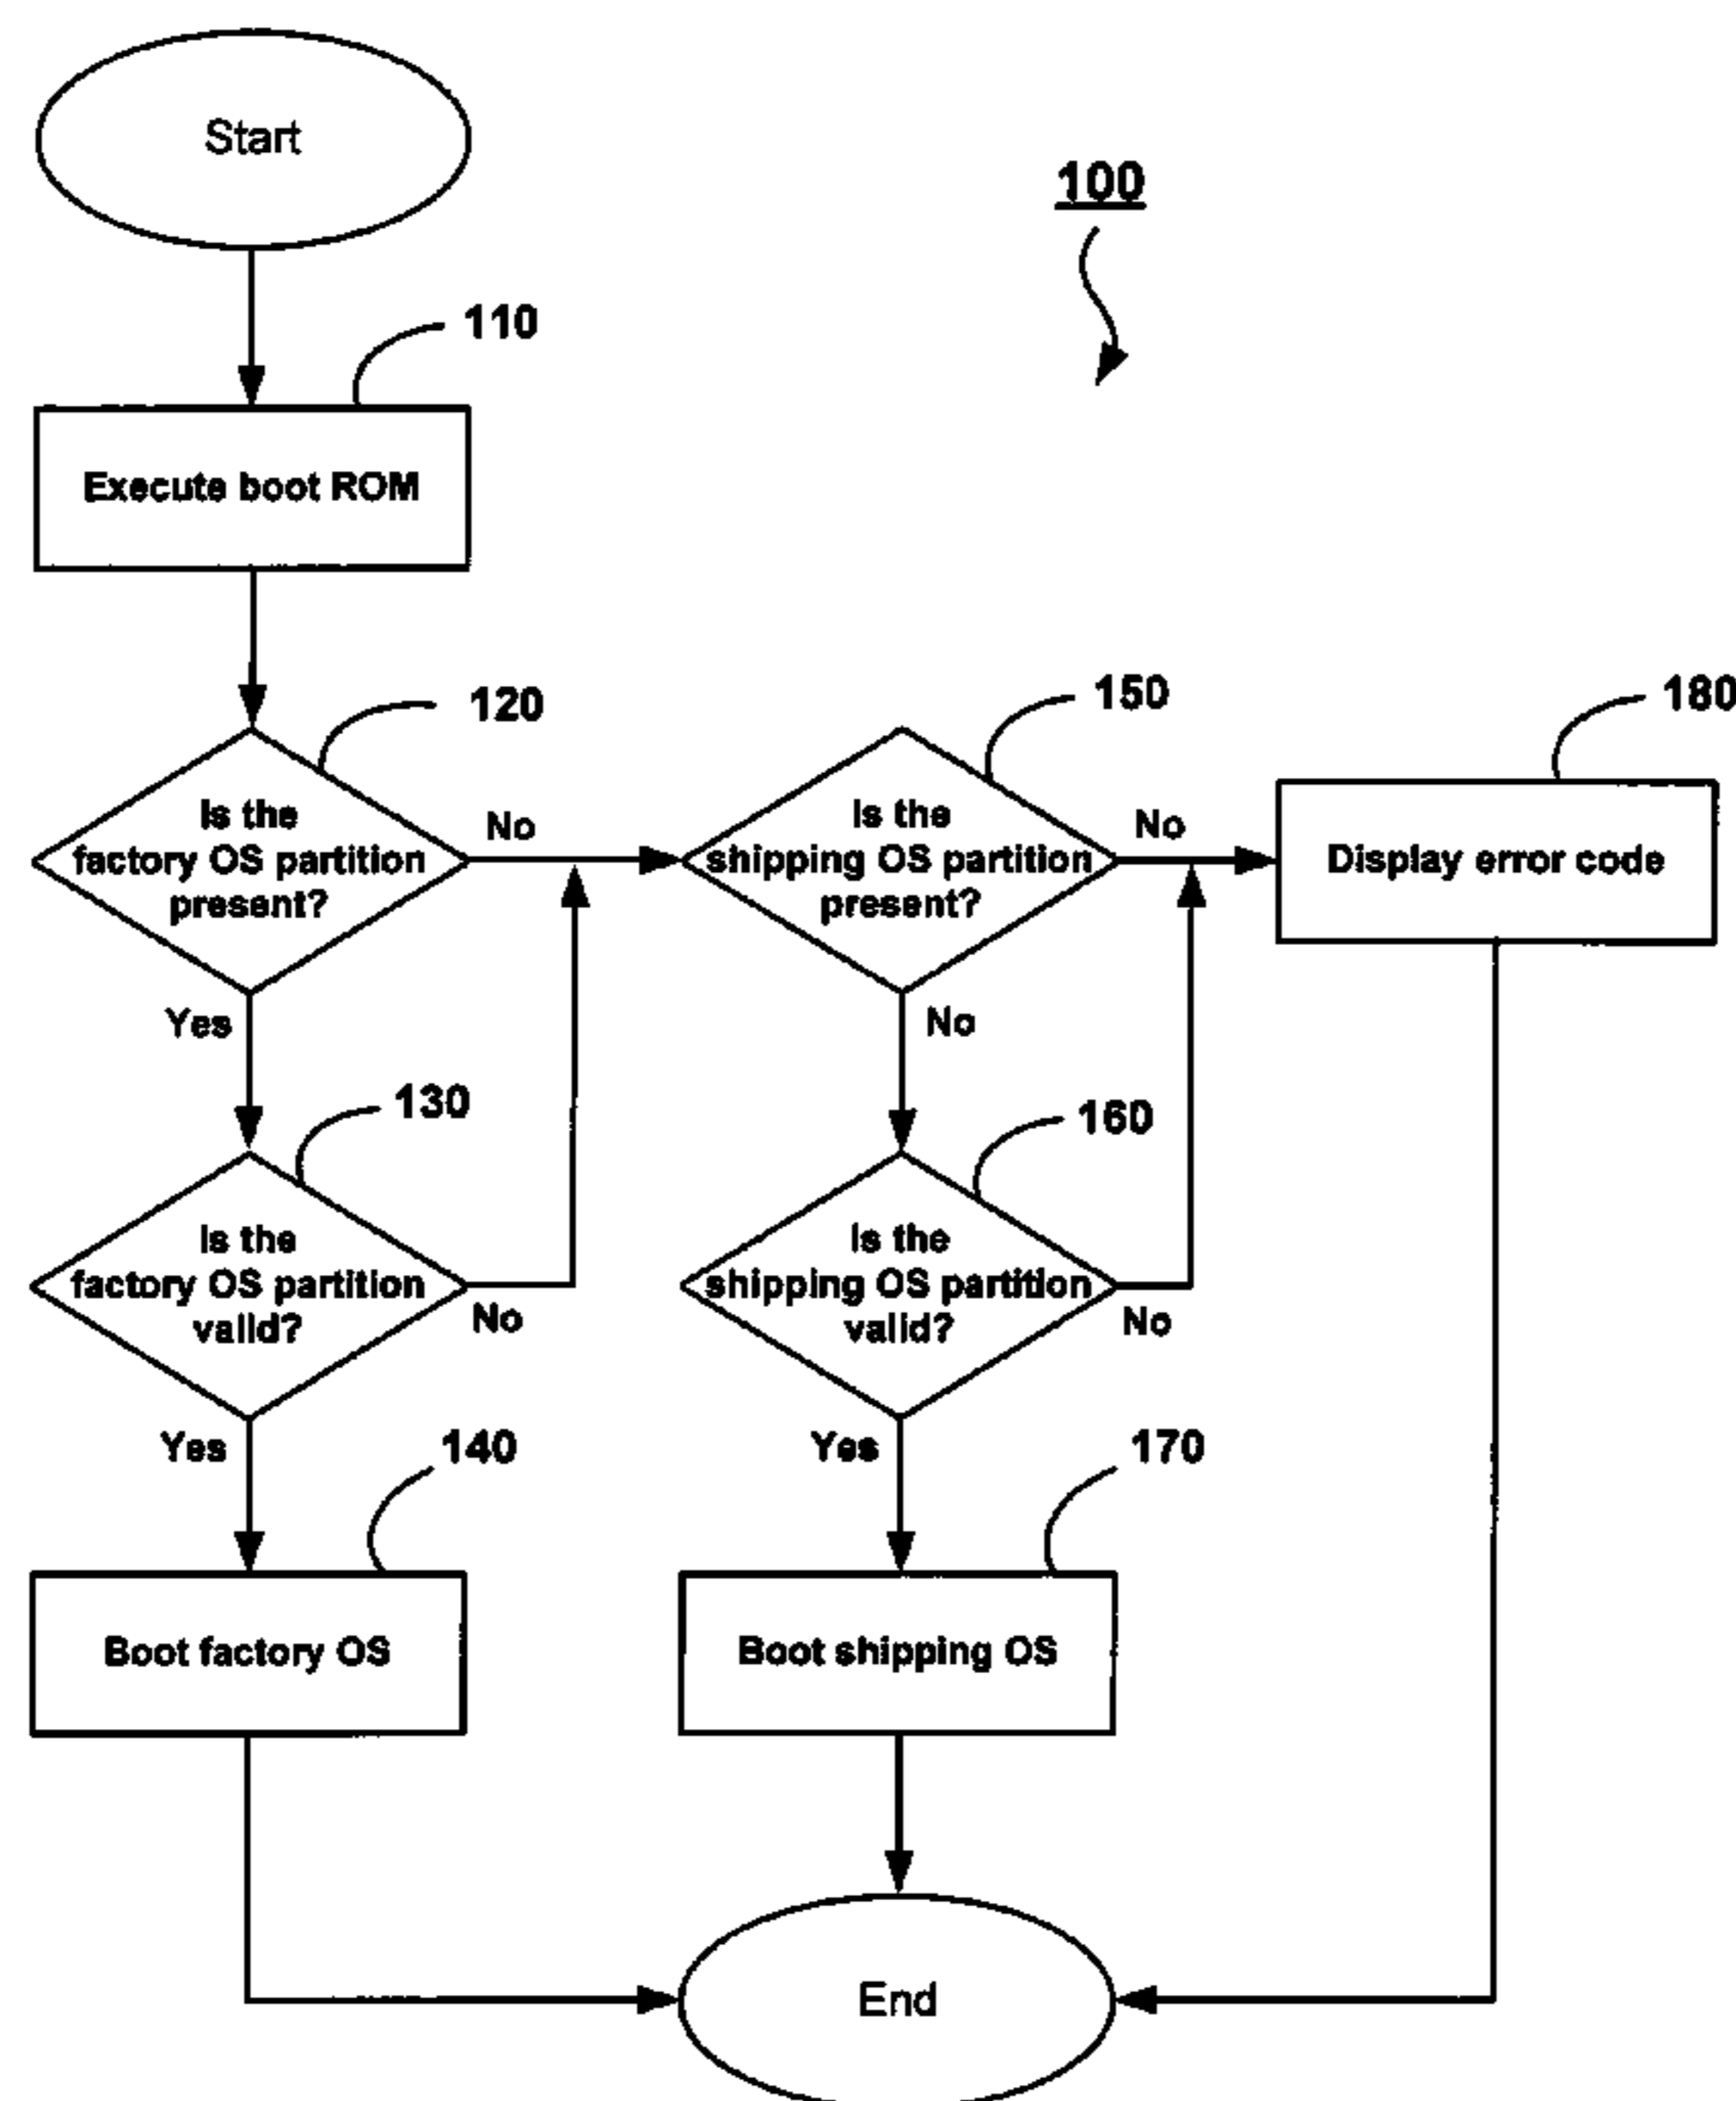 Start
100
110
Execute boot ROM
120
150
180
Is the
factory OS partition
present?
No
Is the
shipping OS partition
present?
No
Display error code
Yes
No
130
160
Is the
factory OS partition
valid?
No
Is the
shipping OS partition
valid?
No
Yes
140
Yes
170
Boot factory OS
Boot shipping OS
End